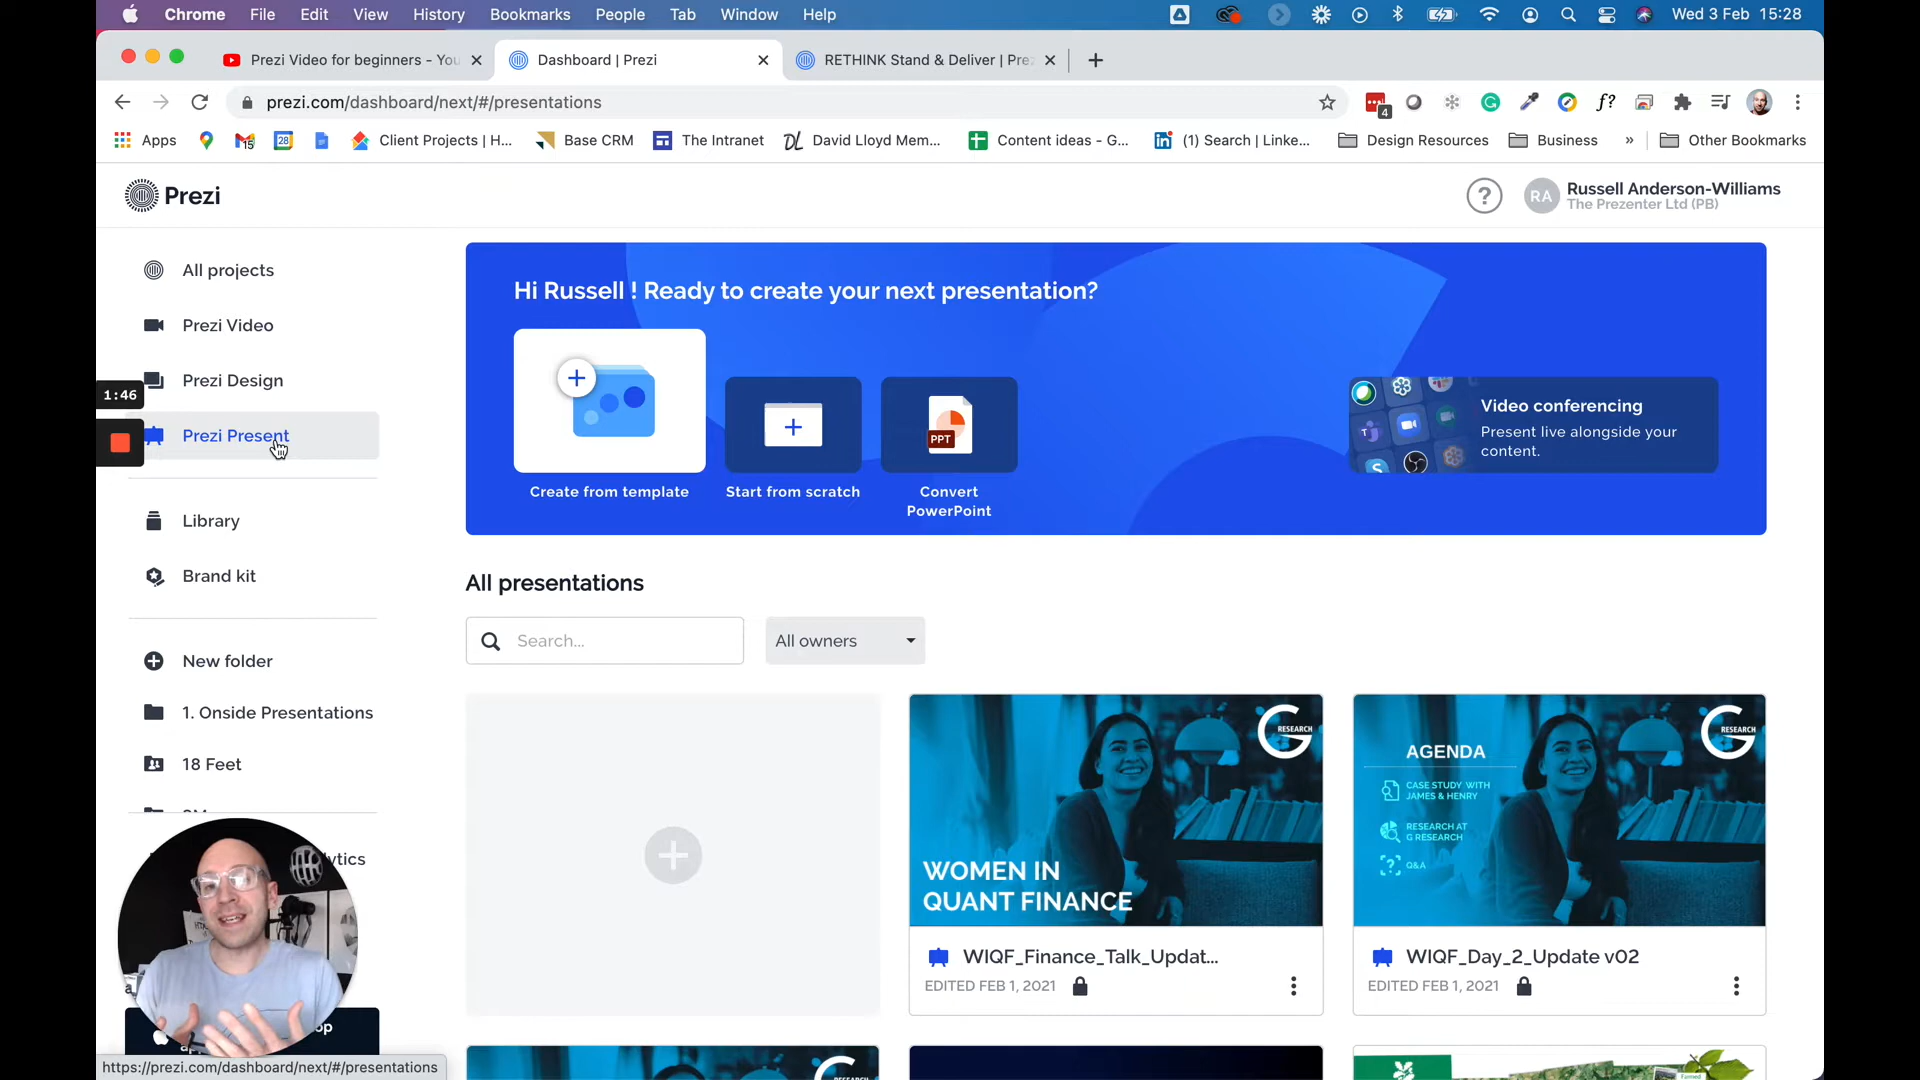 Chrome File Edit View History Bookmarks People Tab Window Help Wed 3 Feb 15:28
Prezi Video for beginners - You Dashboard | Prezi RETHINK Stand & Deliver | Pre
prezi.com/dashboard/next/#/presentations 4
Apps 15 28 Client Projects | H... Base CRM The Intranet DL David Lloyd Mem... Content ideas - G... (1) Search | Linke... Design Resources Business » Other Bookmarks
Prezi
? RA Russell Anderson-Williams
The Prezenter Ltd (PB)
All projects
Prezi Video
Prezi Design
1:46
Prezi Present
Library
Brand kit
New folder
1. Onside Presentations
18 Feet
Hi Russell ! Ready to create your next presentation?
Create from template
Start from scratch
PPT
Convert
PowerPoint
Video conferencing
Present live alongside your
content.
All presentations
Search...
All owners
G RESEARCH
WOMEN IN
QUANT FINANCE
WIQF_Finance_Talk_Updat...
EDITED FEB 1, 2021
G RESEARCH
AGENDA
CASE STUDY WITH
JAMES & HENRY
RESEARCH AT
G RESEARCH
Q&A
WIQF_Day_2_Update v02
EDITED FEB 1, 2021
https://prezi.com/dashboard/next/#/presentations